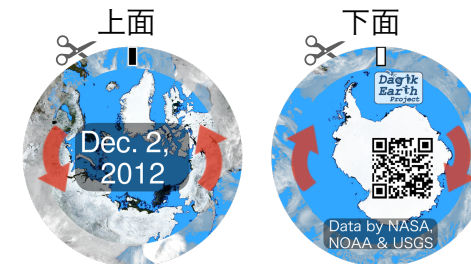 上面
下面
Dec. 2,
2012
Dagik
Earth
Project
Data by NASA,
NOAA & USGS